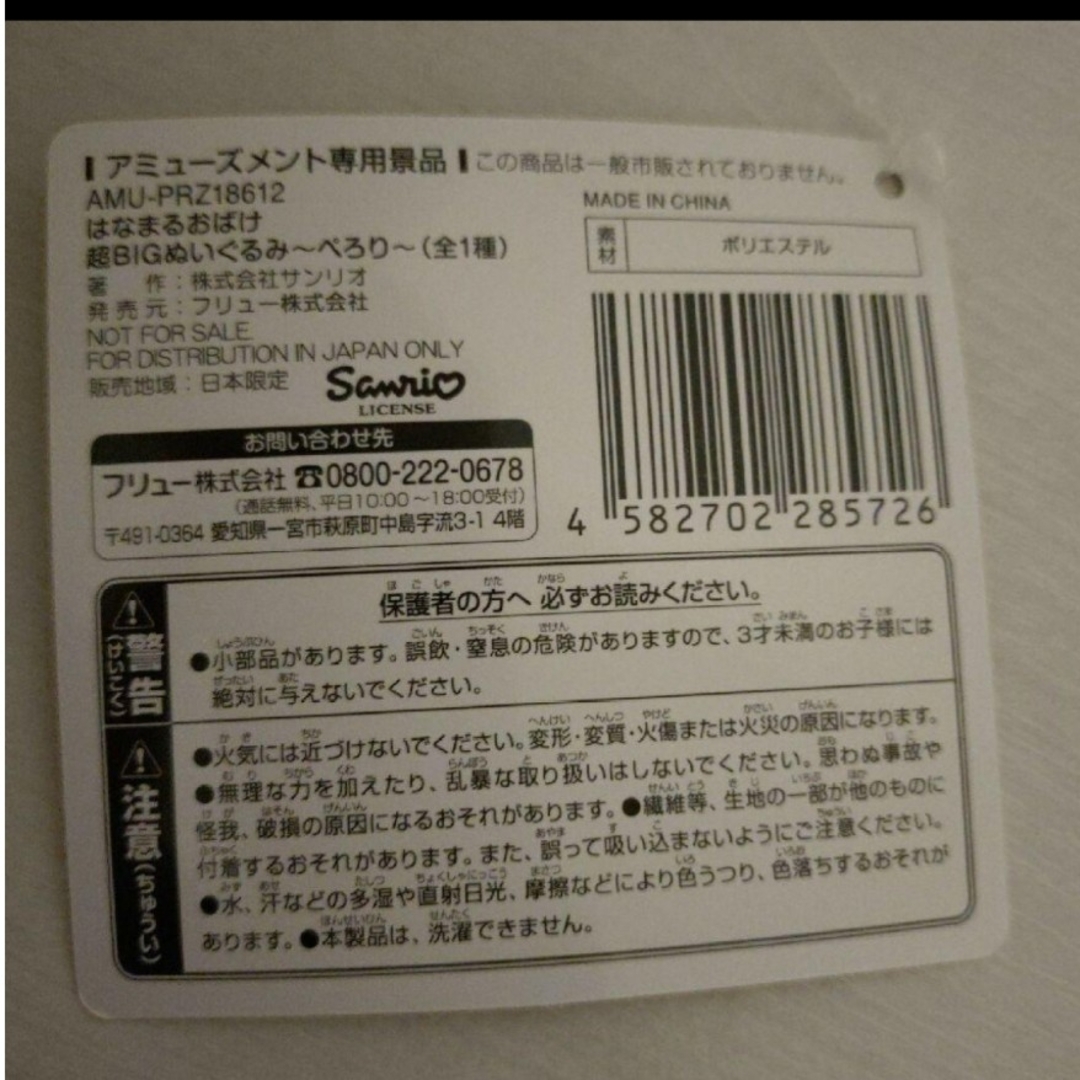 アミューズメント専用景品 この商品は一般市販されておりません。
AMU-PRZ18612
はなまるおばけ
超BIGぬいぐるみ〜ぺろり〜(全1種)
著 作:株式会社サンリオ
発売元:フリュー株式会社
NOT FOR SALE
FOR DISTRIBUTION IN JAPAN ONLY
販売地域:日本限定
Sanrio
LICENSE
MADE IN CHINA
素材 ポリエステル
4 582702 285726
お問い合わせ先
フリュー株式会社 ☎0800-222-0678
(通話無料、平日10:00〜18:00受付)
〒491-0364 愛知県一宮市萩原町中島字流3-1 4階
警告(けいこく)
保護者の方へ 必ずお読みください。
●小部品があります。誤飲・窒息の危険がありますので、3才未満のお子様には
絶対に与えないでください。
注意(ちゅうい)
●火気には近づけないでください。変形・変質・火傷または火災の原因になります。
●無理な力を加えたり、乱暴な取り扱いはしないでください。思わぬ事故や
怪我、破損の原因になるおそれがあります。●繊維等、生地の一部が他のものに
付着するおそれがあります。また、誤って吸い込まないようにご注意ください。
●水、汗などの多湿や直射日光、摩擦などにより色うつり、色落ちするおそれが
あります。●本製品は、洗濯できません。